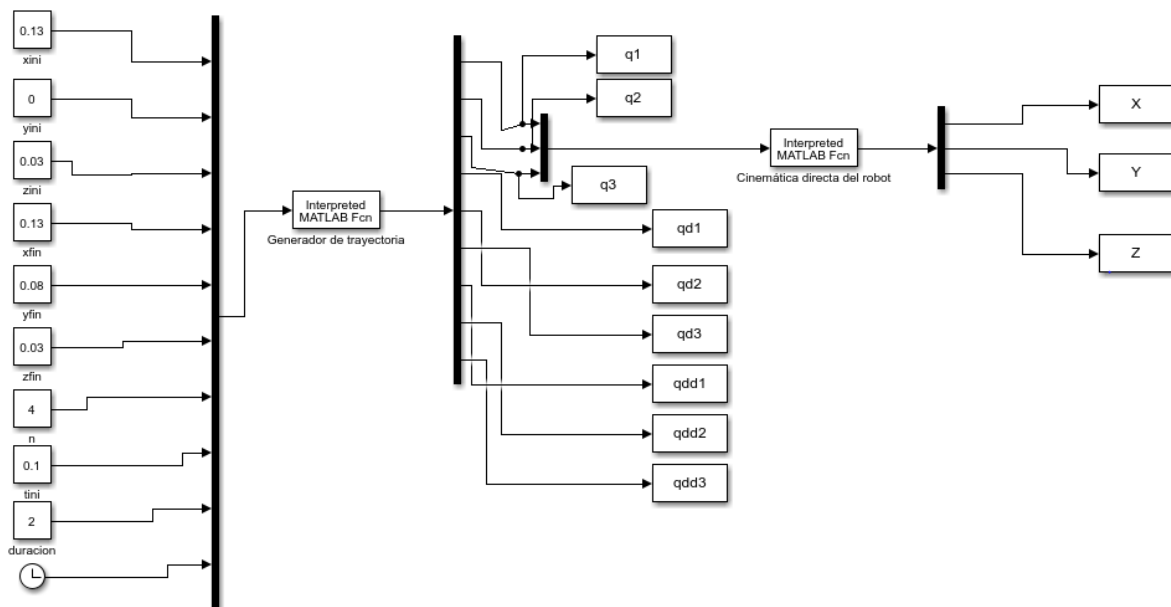 0.13
xini
0
yini
0.03
zini
0.13
xfin
0.08
yfin
0.03
zfin
4
n
0.1
tini
2
duracion
Interpreted
MATLAB Fcn
Generador de trayectoria
q1
q2
q3
qd1
qd2
qd3
qdd1
qdd2
qdd3
Interpreted
MATLAB Fcn
Cinemática directa del robot
X
Y
Z